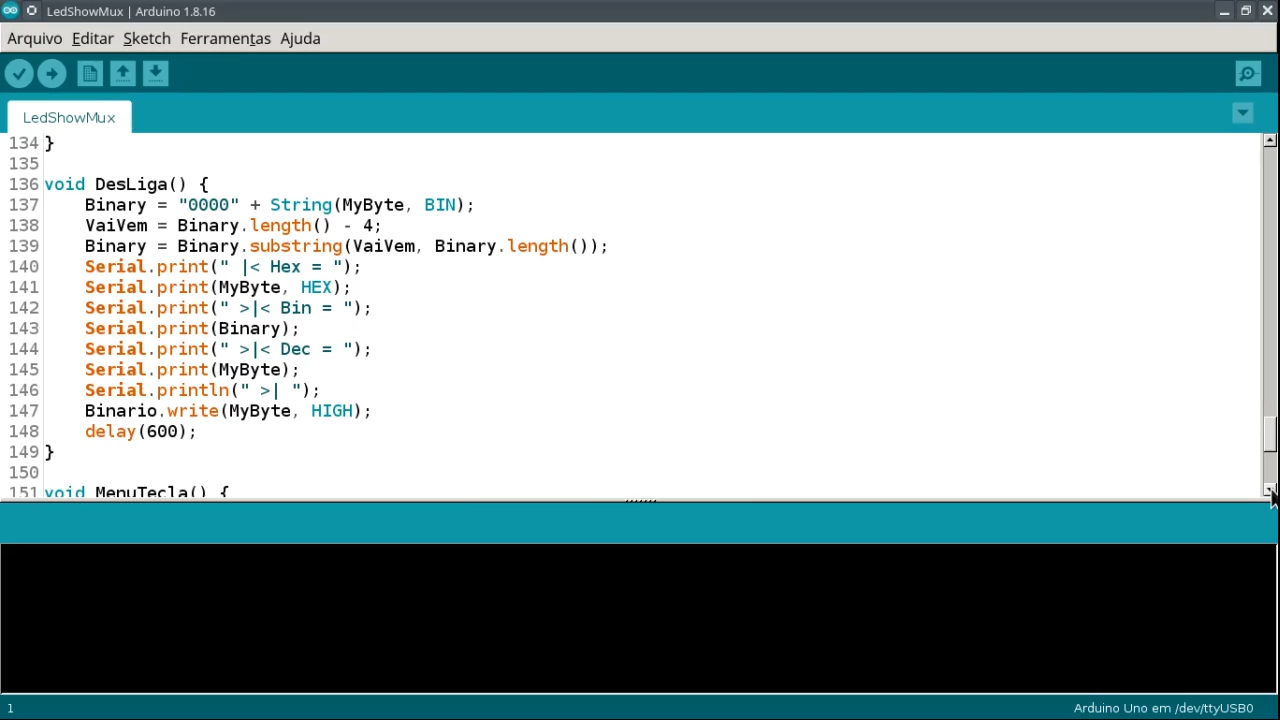 LedShowMux | Arduino 1.8.16
Arquivo Editar Sketch Ferramentas Ajuda
LedShowMux
134 }
135
136 void DesLiga() {
137     Binary = "0000" + String(MyByte, BIN);
138     VaiVem = Binary.length() - 4;
139     Binary = Binary.substring(VaiVem, Binary.length());
140     Serial.print(" |< Hex = ");
141     Serial.print(MyByte, HEX);
142     Serial.print(" >|< Bin = ");
143     Serial.print(Binary);
144     Serial.print(" >|< Dec = ");
145     Serial.print(MyByte);
146     Serial.println(" >| ");
147     Binario.write(MyByte, HIGH);
148     delay(600);
149 }
150
151 void MenuTecla() {
1
Arduino Uno em /dev/ttyUSB0